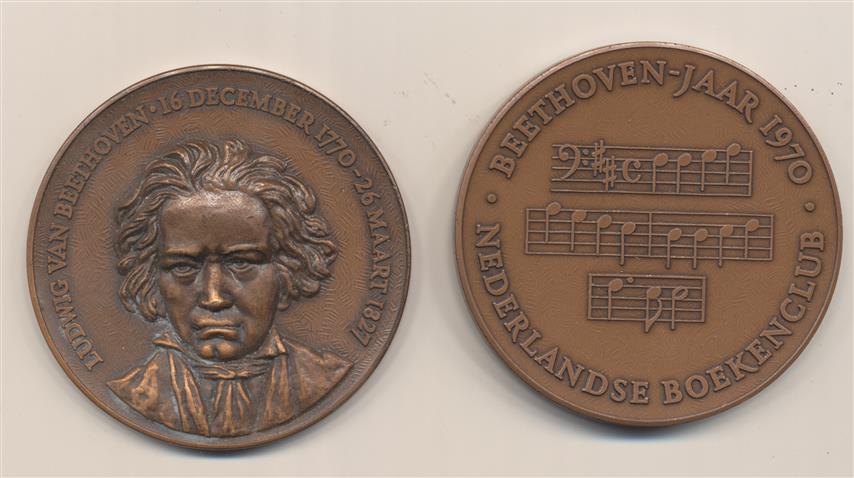 LUDWIG VAN BEETHOVEN · 16 DECEMBER 1770 – 26 MAART 1827
· BEETHOVEN-JAAR 1970 ·
NEDERLANDSE BOEKENCLUB